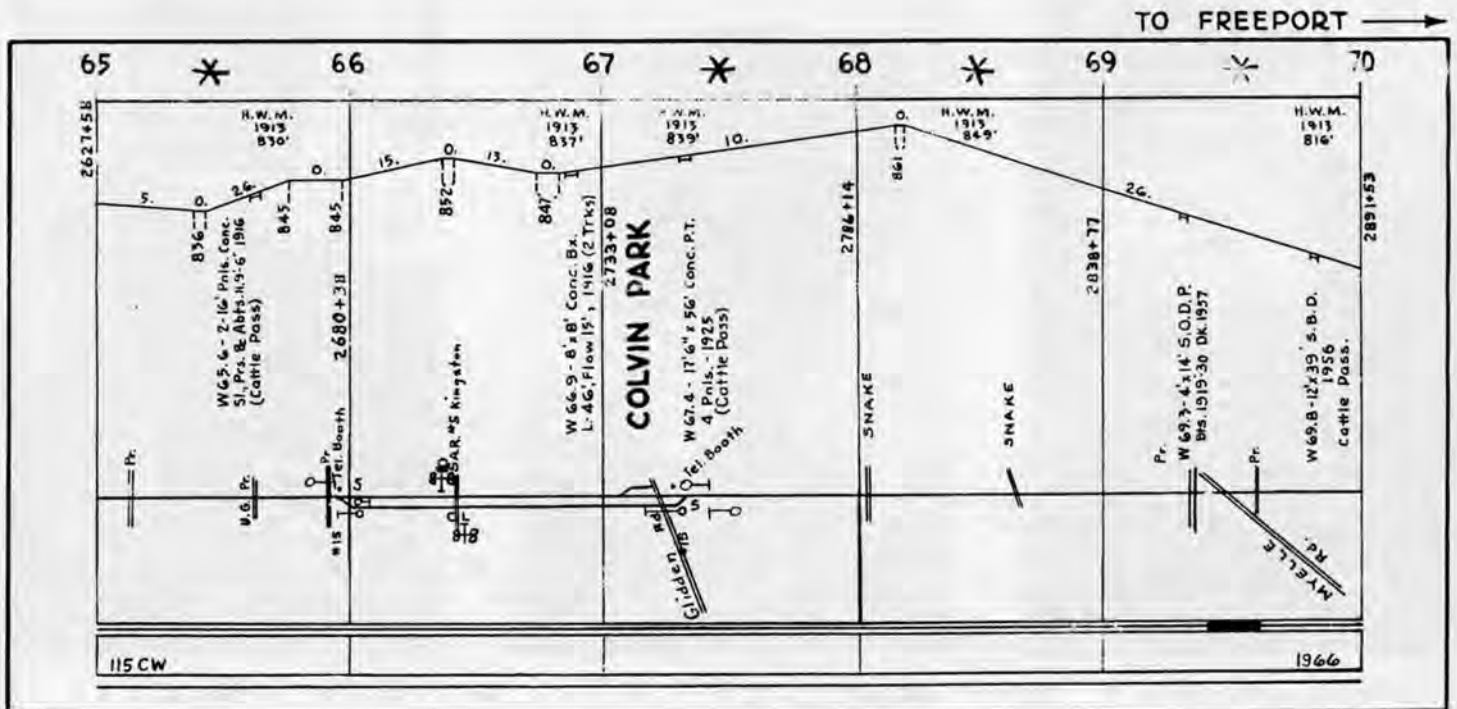 TO FREEPORT
65 66 67 68 69 70
2627+58
H.W.M.
1913
830'
H.W.M.
1913
837'
H.W.M.
1913
839'
H.W.M.
1913
849'
H.W.M.
1913
816'
5. 0. 26. 0. 15. 0. 13. 0. 10. 0. 26.
836
845
845
852
847
861
W65.6-2-16' Pnls. Conc.
Sl., Prs. & Abts. H.9'-6" 1916
(Cattle Pass)
2680+38
W 66.9 - 8'x8' Conc. Bx.
L-46', Flow 15', 1916 (2 Trks)
2733+08
COLVIN PARK
W67.4 - 17'6" x 56' Conc. P.T.
4 Pnls. - 1925
(Cattle Pass)
2786+14
2838+77
W 69.3 - 6'x14' S.O.D.P.
Bts. 1919-'30 DK. 1957
W69.8-12'x39' S.B.D.
1956
Cattle Pass.
2891+53
Pr.
U.G. Pr.
Pr.
Tel. Booth
S
#15
S.A.R. #5 Kingston
Rd.
Glidden
#15
S
Tel. Booth
SNAKE
SNAKE
Pr.
Pr.
MYELLE
Rd.
115 CW
1966